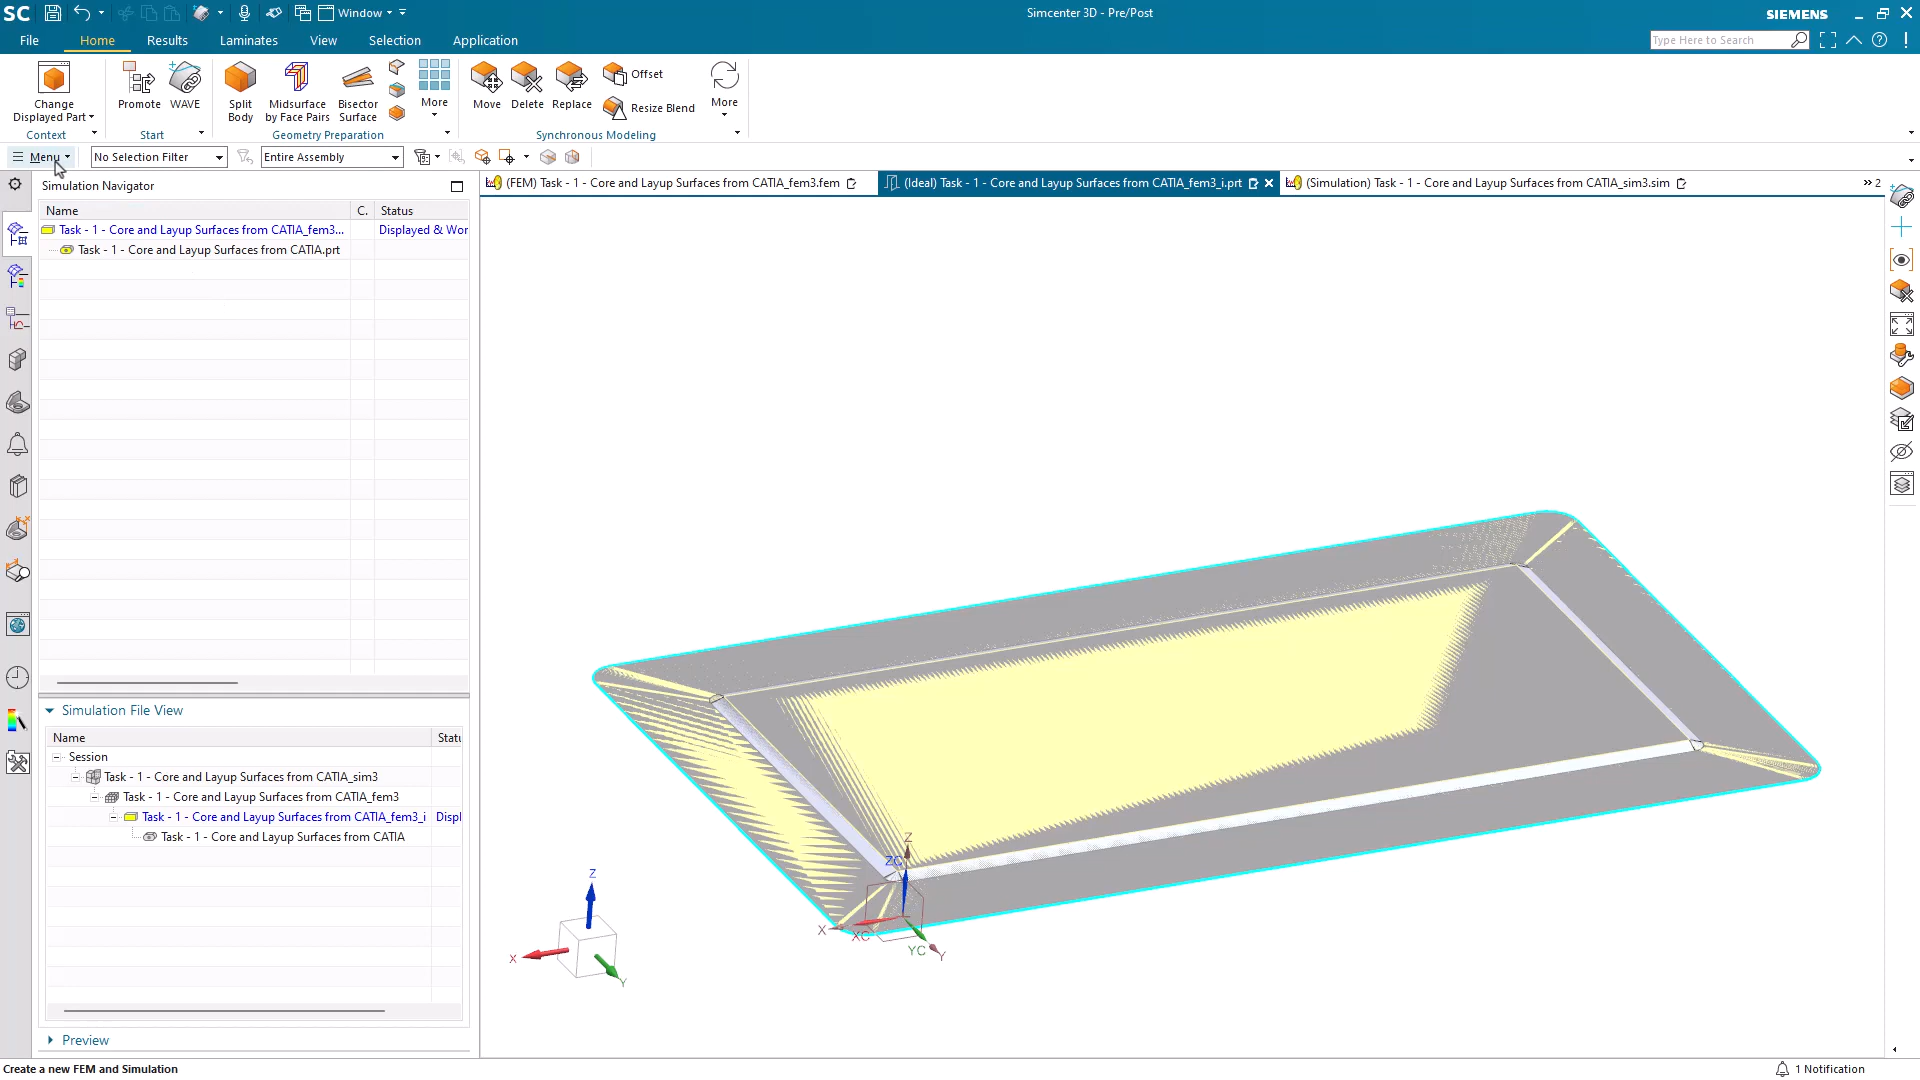 SC
Window
Simcenter 3D - Pre/Post
SIEMENS
File
Home
Results
Laminates
View
Selection
Application
Type Here to Search
Change
Displayed Part
Promote
WAVE
Split
Body
Midsurface
by Face Pairs
Bisector
Surface
More
Move
Delete
Replace
Offset
Resize Blend
More
Context
Start
Geometry Preparation
Synchronous Modeling
Menu
No Selection Filter
Entire Assembly
Simulation Navigator
(FEM) Task - 1 - Core and Layup Surfaces from CATIA_fem3.fem
(Ideal) Task - 1 - Core and Layup Surfaces from CATIA_fem3_i.prt
(Simulation) Task - 1 - Core and Layup Surfaces from CATIA_sim3.sim
2
Name
C.
Status
Task - 1 - Core and Layup Surfaces from CATIA_fem3...
Displayed & Wor
Task - 1 - Core and Layup Surfaces from CATIA.prt
Simulation File View
Name
Statu
Session
Task - 1 - Core and Layup Surfaces from CATIA_sim3
Task - 1 - Core and Layup Surfaces from CATIA_fem3
Task - 1 - Core and Layup Surfaces from CATIA_fem3_i
Displ
Task - 1 - Core and Layup Surfaces from CATIA
Z
ZC
X
XC
YC
Y
Z
X
Y
Preview
Create a new FEM and Simulation
1 Notification